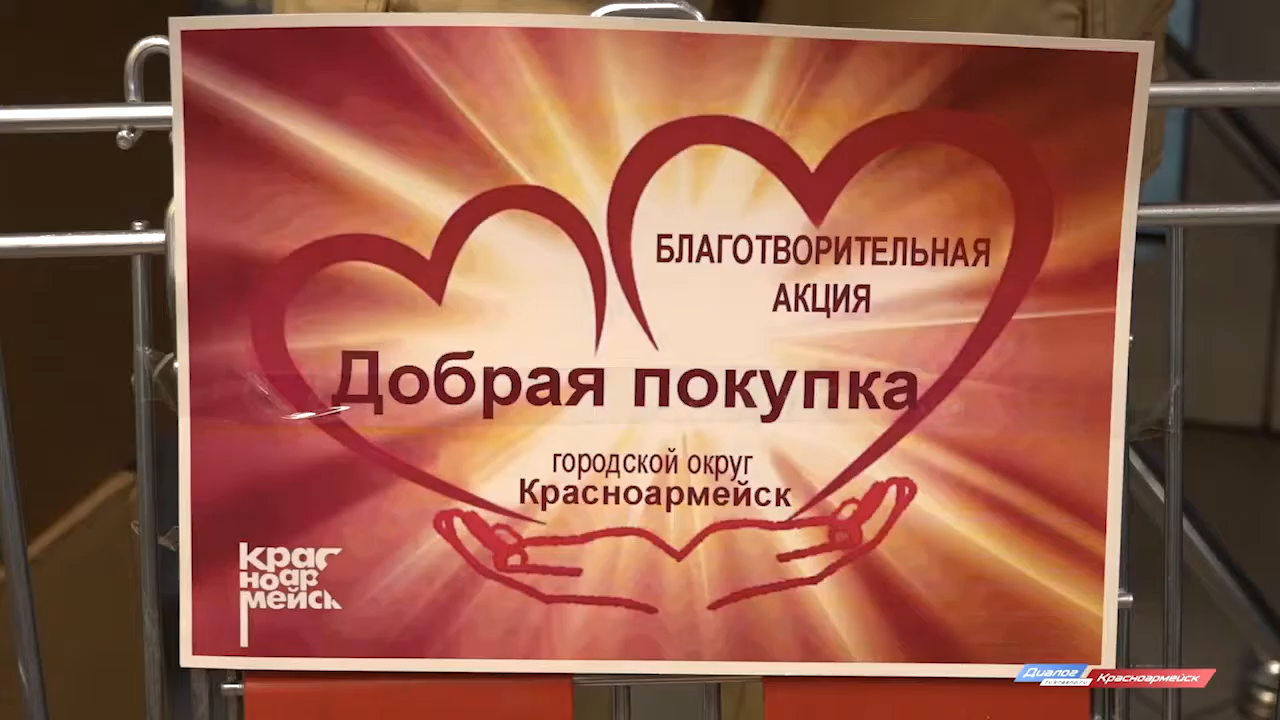 БЛАГОТВОРИТЕЛЬНАЯ
АКЦИЯ
Добрая покупка
городской округ
Красноармейск
крас
ноар
мейск
Диалог
Красноармейск